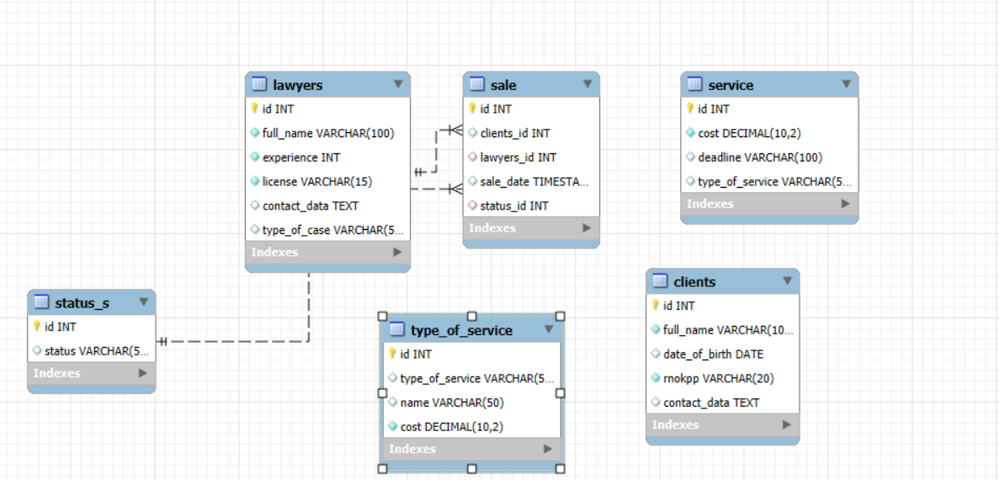 lawyers
id INT
full_name VARCHAR(100)
experience INT
license VARCHAR(15)
contact_data TEXT
type_of_case VARCHAR(5...
Indexes
sale
id INT
clients_id INT
lawyers_id INT
sale_date TIMESTA...
status_id INT
Indexes
service
id INT
cost DECIMAL(10,2)
deadline VARCHAR(100)
type_of_service VARCHAR(5...
Indexes
status_s
id INT
status VARCHAR(5...
Indexes
type_of_service
id INT
type_of_service VARCHAR(5...
name VARCHAR(50)
cost DECIMAL(10,2)
Indexes
clients
id INT
full_name VARCHAR(10...
date_of_birth DATE
rnokpp VARCHAR(20)
contact_data TEXT
Indexes